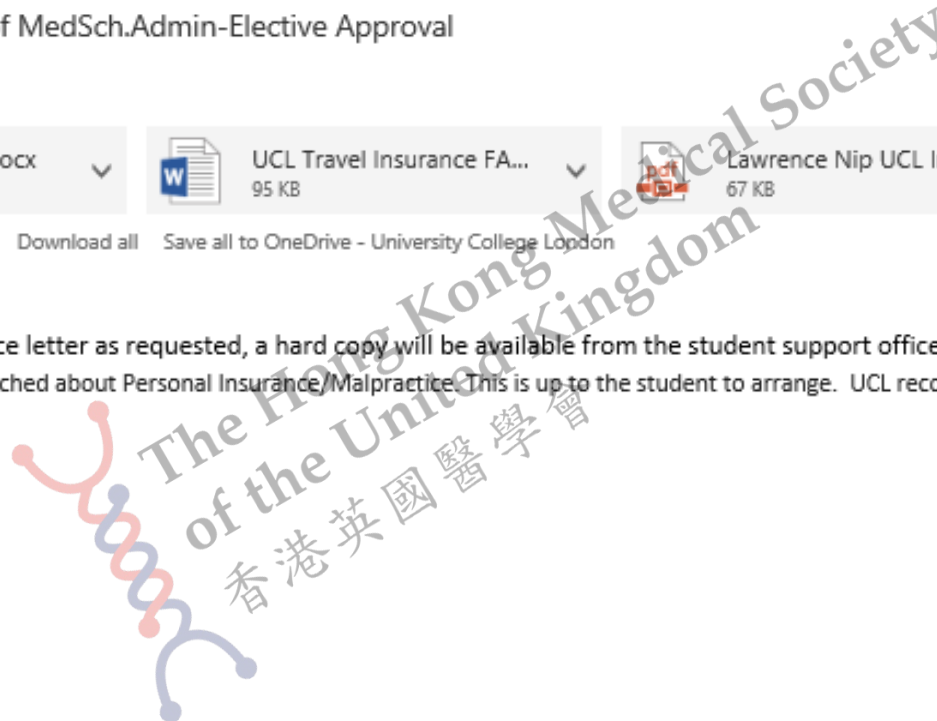 f MedSch.Admin-Elective Approval
ocx
UCL Travel Insurance FA...
95 KB
pdf
Lawrence Nip UCL I
67 KB
Download all Save all to OneDrive - University College London
ce letter as requested, a hard copy will be available from the student support office
ched about Personal Insurance/Malpractice. This is up to the student to arrange. UCL reco
The Hong Kong Medical Society
of the United Kingdom
香港英國醫學會